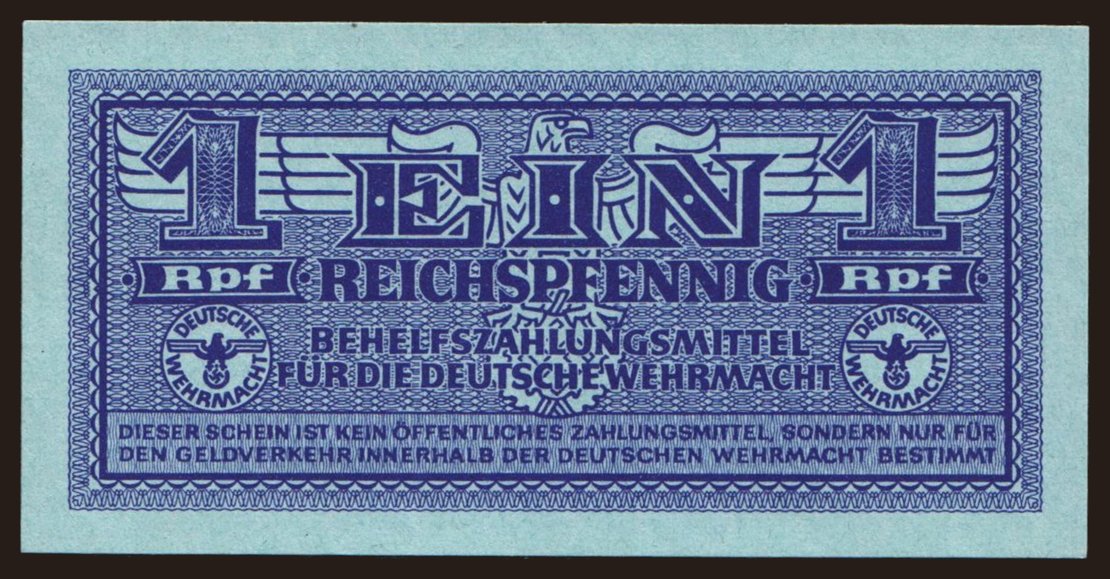 1 EIN 1
Rpf REICHSPFENNIG Rpf
BEHELFSZAHLUNGSMITTEL
FÜR DIE DEUTSCHE WEHRMACHT
DEUTSCHE WEHRMACHT
DEUTSCHE WEHRMACHT
DIESER SCHEIN IST KEIN ÖFFENTLICHES ZAHLUNGSMITTEL, SONDERN NUR FÜR
DEN GELDVERKEHR INNERHALB DER DEUTSCHEN WEHRMACHT BESTIMMT